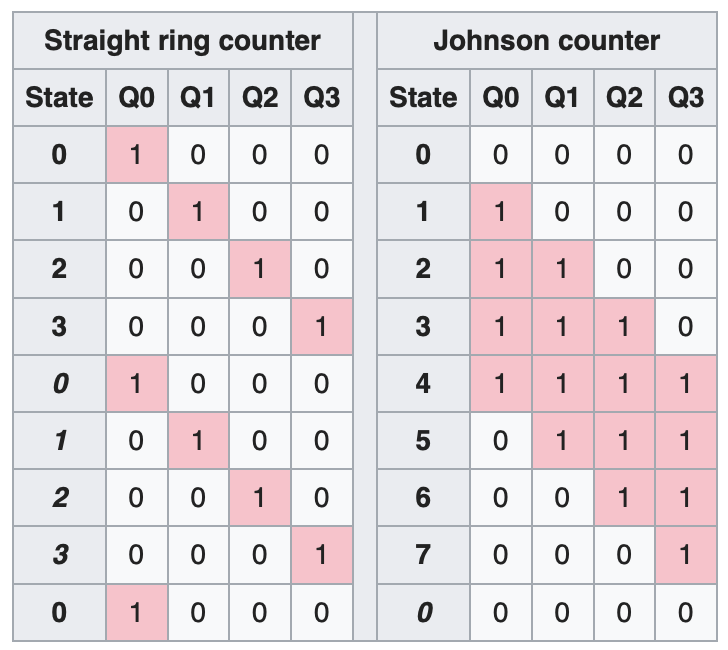 Straight ring counter Johnson counter
State Q0 Q1 Q2 Q3 State Q0 Q1 Q2 Q3
0 1 0 0 0 0 0 0 0 0
1 0 1 0 0 1 1 0 0 0
2 0 0 1 0 2 1 1 0 0
3 0 0 0 1 3 1 1 1 0
0 1 0 0 0 4 1 1 1 1
1 0 1 0 0 5 0 1 1 1
2 0 0 1 0 6 0 0 1 1
3 0 0 0 1 7 0 0 0 1
0 1 0 0 0 0 0 0 0 0